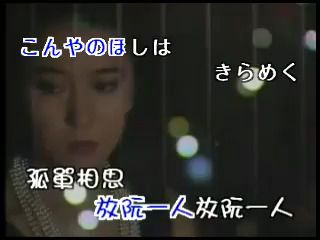 こんやのほしは
きらめく
孤單相思
放阮一人放阮一人